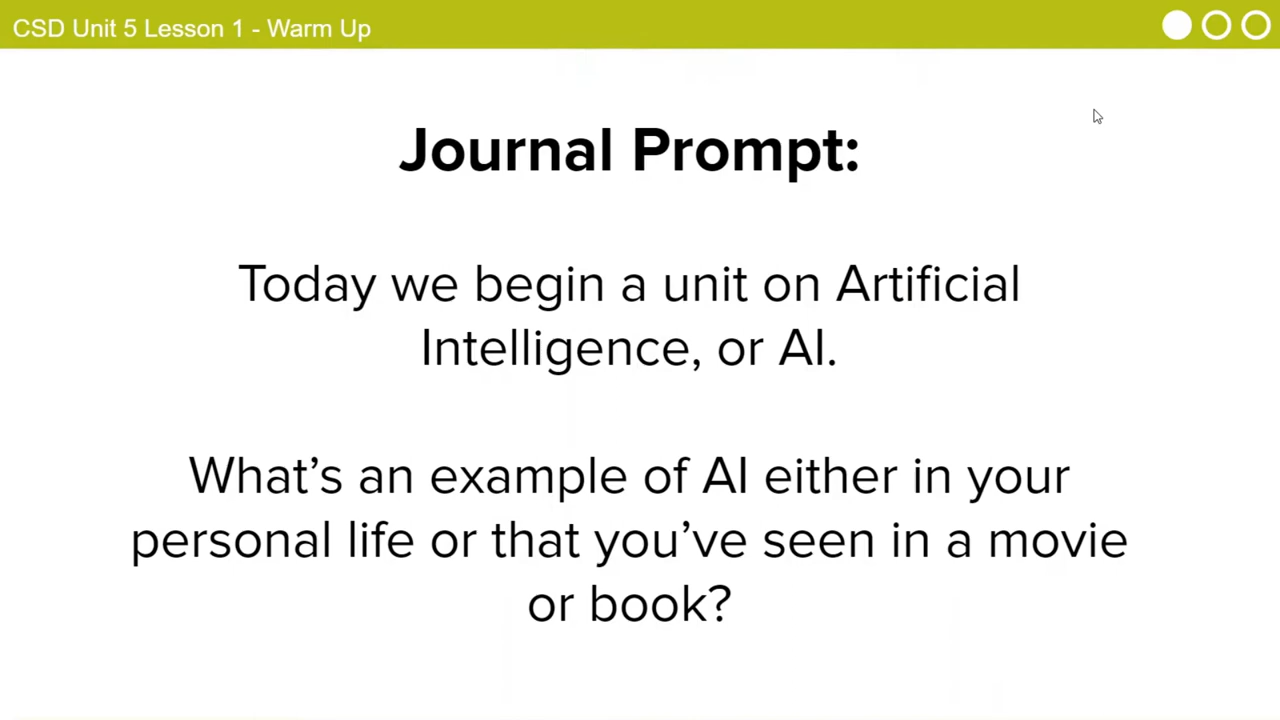 CSD Unit 5 Lesson 1 - Warm Up
Journal Prompt:
Today we begin a unit on Artificial
Intelligence, or AI.
What’s an example of AI either in your
personal life or that you’ve seen in a movie
or book?